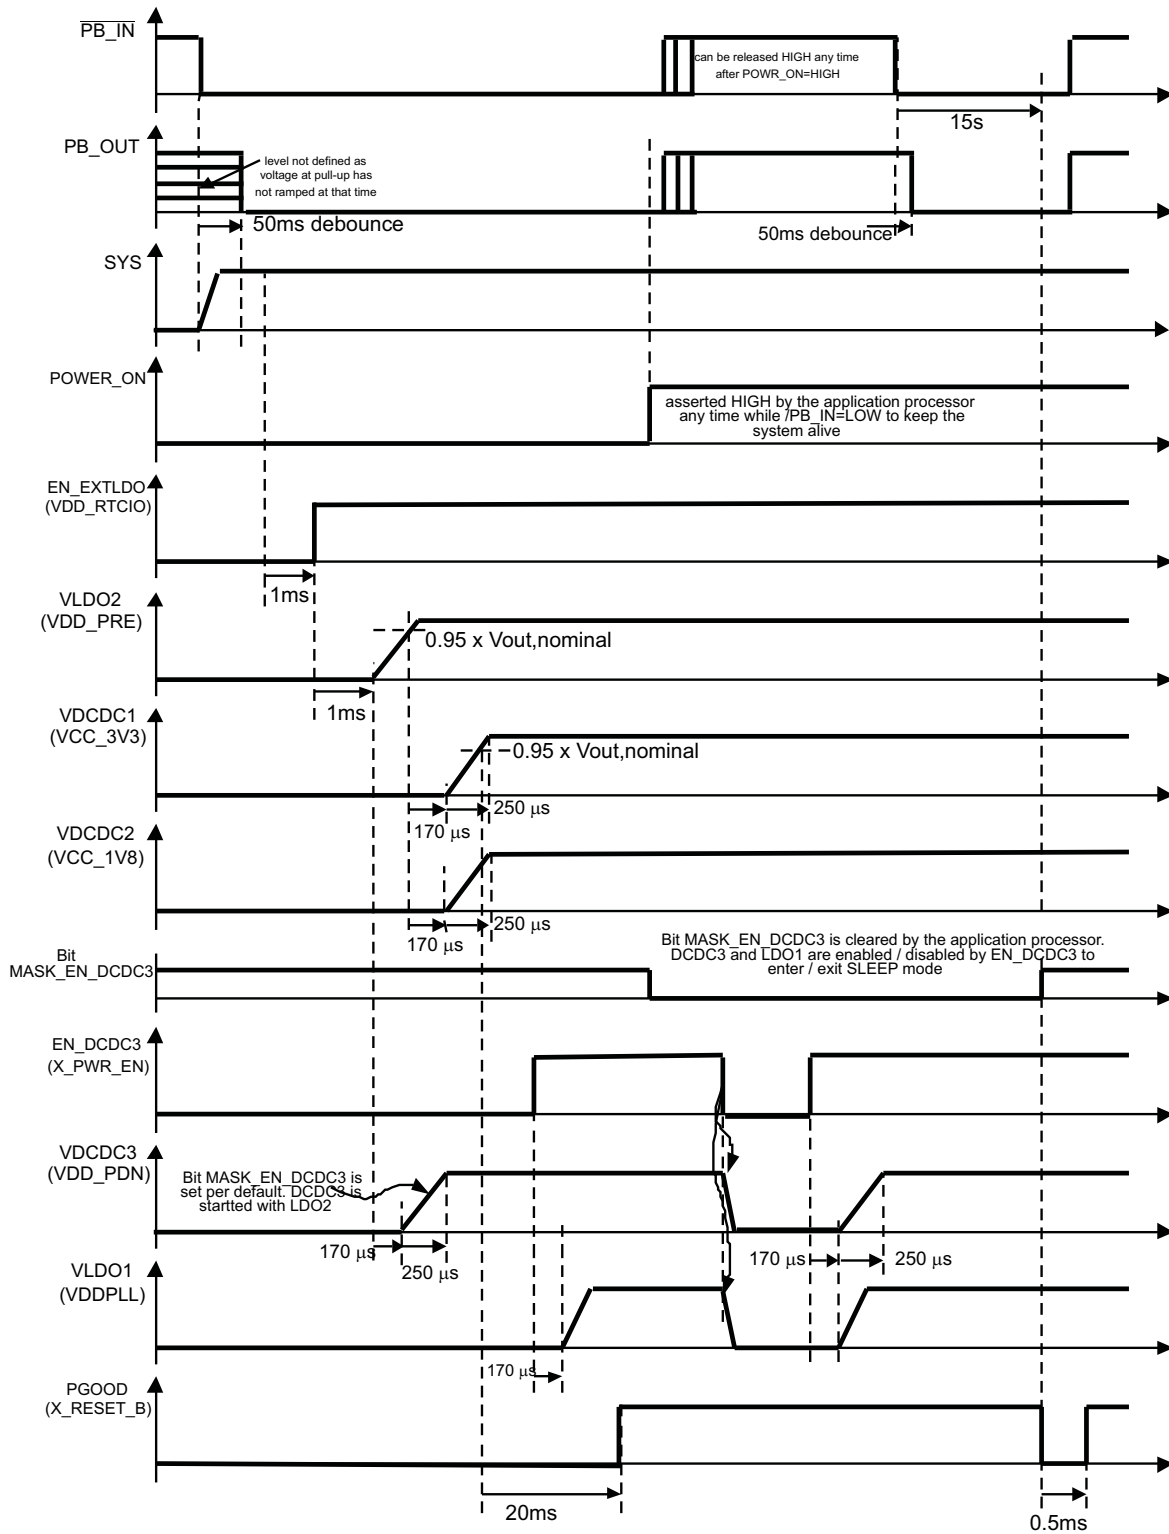 PB_IN
can be released HIGH any time
after POWR_ON=HIGH
15s
PB_OUT
level not defined as
voltage at pull-up has
not ramped at that time
50ms debounce
50ms debounce
SYS
POWER_ON
asserted HIGH by the application processor
any time while /PB_IN=LOW to keep the
system alive
EN_EXTLDO
(VDD_RTCIO)
1ms
VLDO2
(VDD_PRE)
0.95 x Vout,nominal
1ms
VDCDC1
(VCC_3V3)
0.95 x Vout,nominal
250 μs
170 μs
VDCDC2
(VCC_1V8)
250 μs
170 μs
Bit
MASK_EN_DCDC3
Bit MASK_EN_DCDC3 is cleared by the application processor.
DCDC3 and LDO1 are enabled / disabled by EN_DCDC3 to
enter / exit SLEEP mode
EN_DCDC3
(X_PWR_EN)
VDCDC3
(VDD_PDN)
Bit MASK_EN_DCDC3 is
set per default. DCDC3 is
startted with LDO2
170 μs
250 μs
170 μs
250 μs
VLDO1
(VDDPLL)
170 μs
PGOOD
(X_RESET_B)
20ms
0.5ms